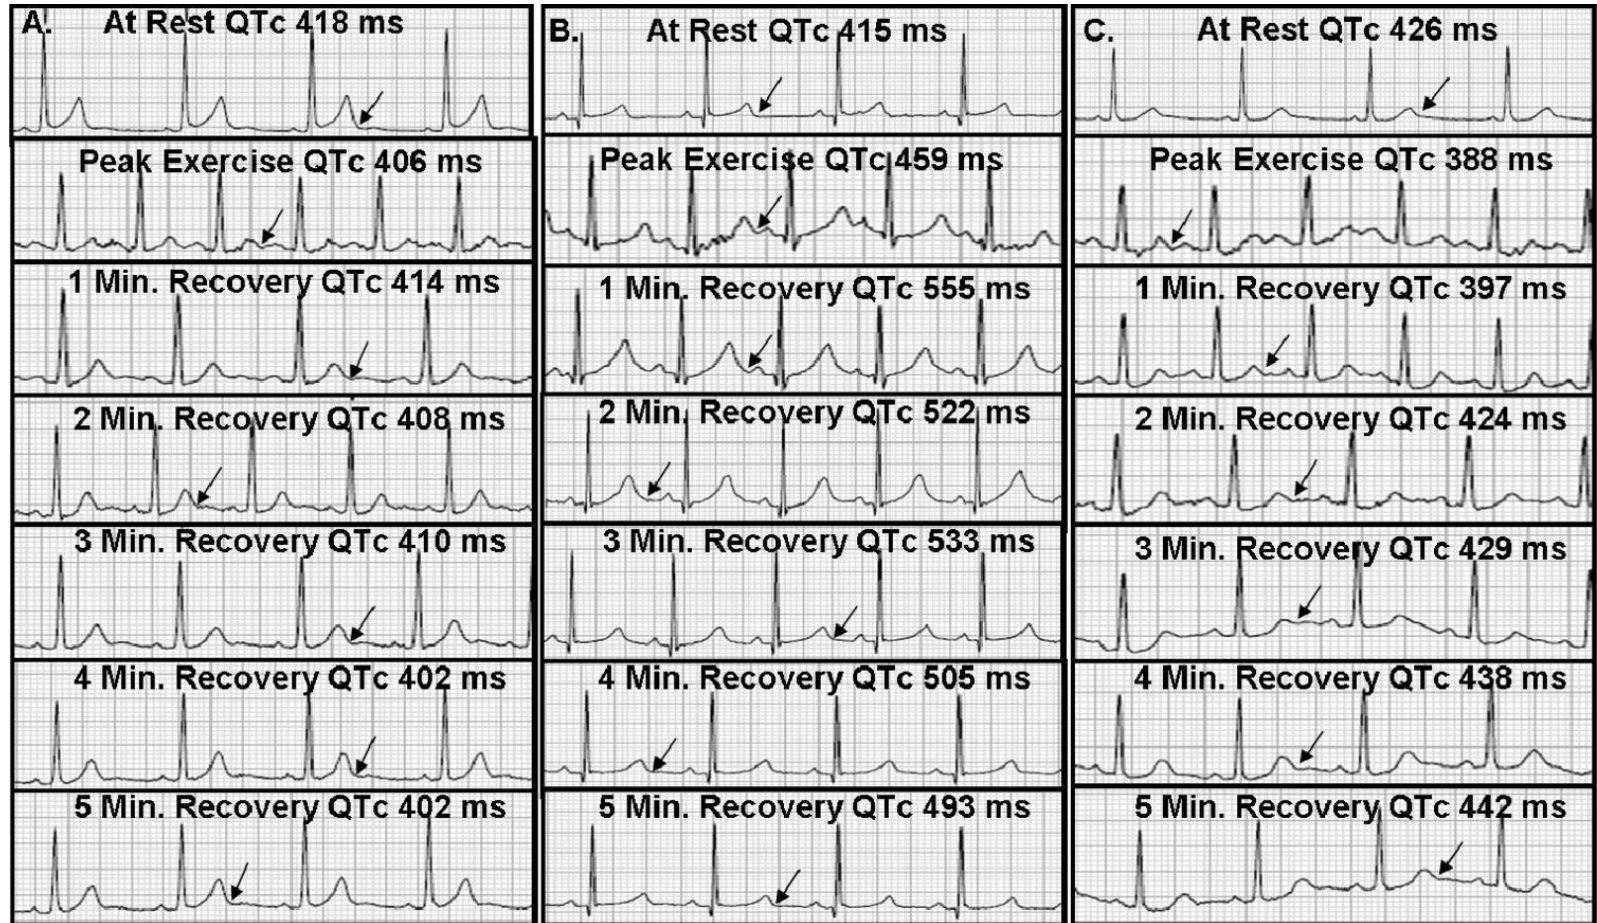 A. At Rest QTc 418 ms
Peak Exercise QTc 406 ms
1 Min. Recovery QTc 414 ms
2 Min. Recovery QTc 408 ms
3 Min. Recovery QTc 410 ms
4 Min. Recovery QTc 402 ms
5 Min. Recovery QTc 402 ms
B. At Rest QTc 415 ms
Peak Exercise QTc 459 ms
1 Min. Recovery QTc 555 ms
2 Min. Recovery QTc 522 ms
3 Min. Recovery QTc 533 ms
4 Min. Recovery QTc 505 ms
5 Min. Recovery QTc 493 ms
C. At Rest QTc 426 ms
Peak Exercise QTc 388 ms
1 Min. Recovery QTc 397 ms
2 Min. Recovery QTc 424 ms
3 Min. Recovery QTc 429 ms
4 Min. Recovery QTc 438 ms
5 Min. Recovery QTc 442 ms